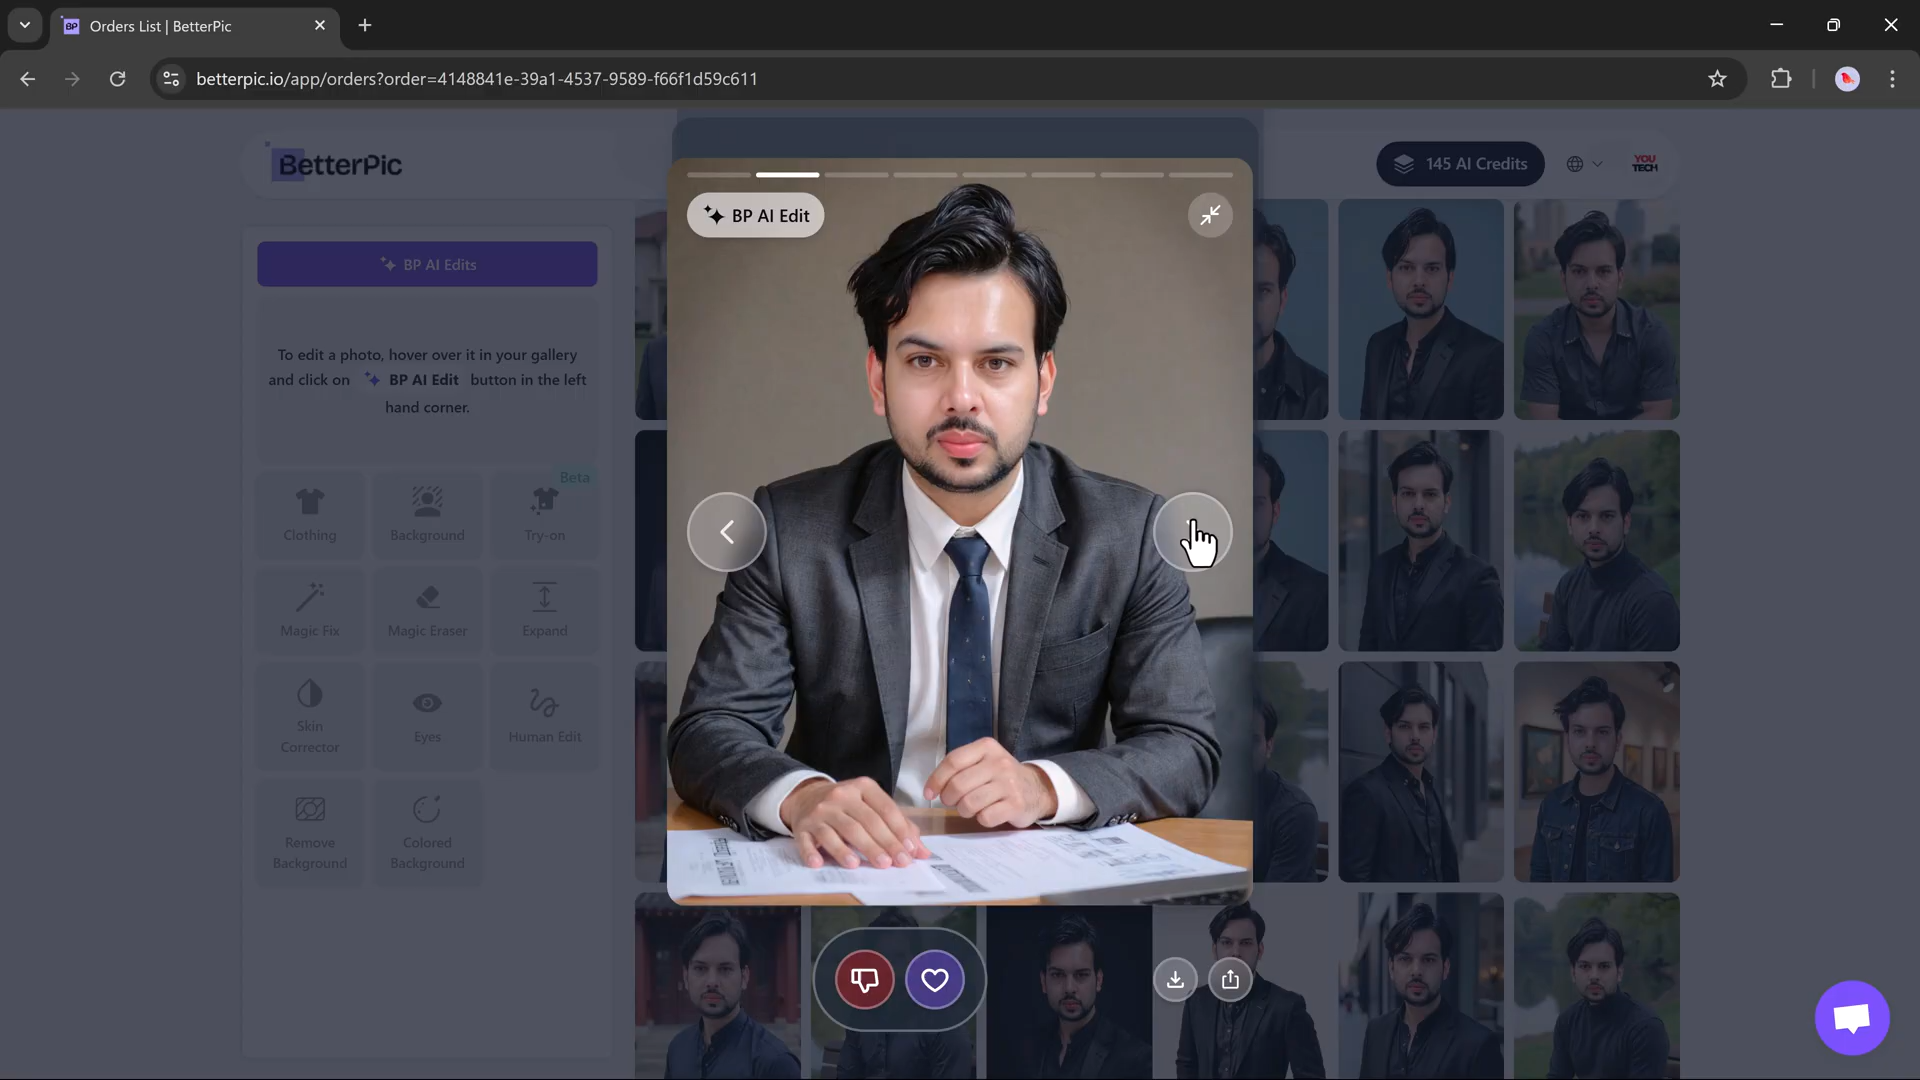 Orders List | BetterPic
betterpic.io/app/orders?order=4148841e-39a1-4537-9589-f66f1d59c611
BetterPic
145 AI Credits
YOU
TECH
BP AI Edits
To edit a photo, hover over it in your gallery
and click on BP AI Edit button in the left
hand corner.
Beta
Clothing
Background
Try-on
Magic Fix
Magic Eraser
Expand
Skin
Corrector
Eyes
Human Edit
Remove
Background
Colored
Background
BP AI Edit